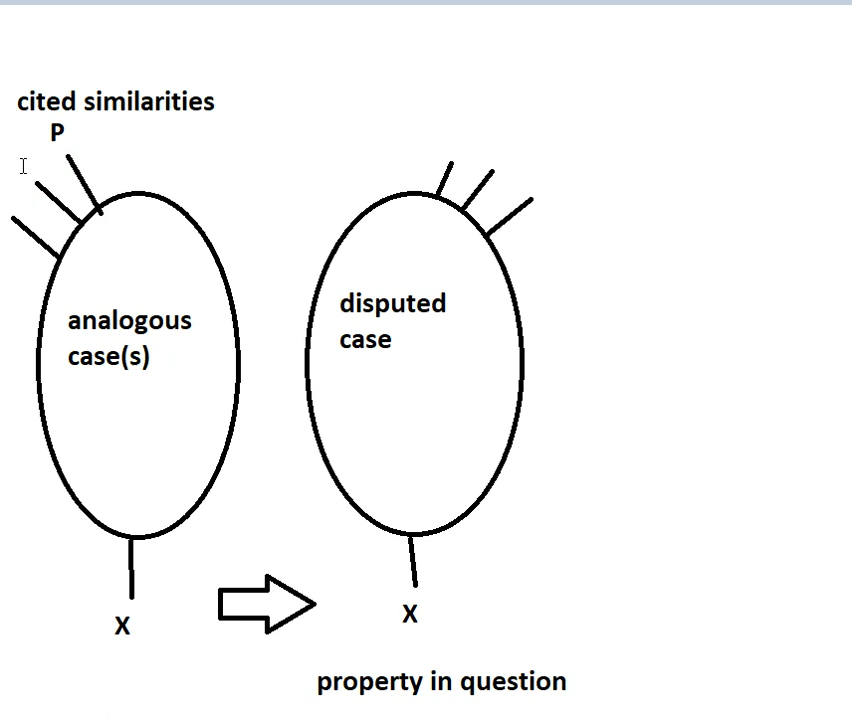 cited similarities
P
analogous
case(s)
disputed
case
X
X
property in question